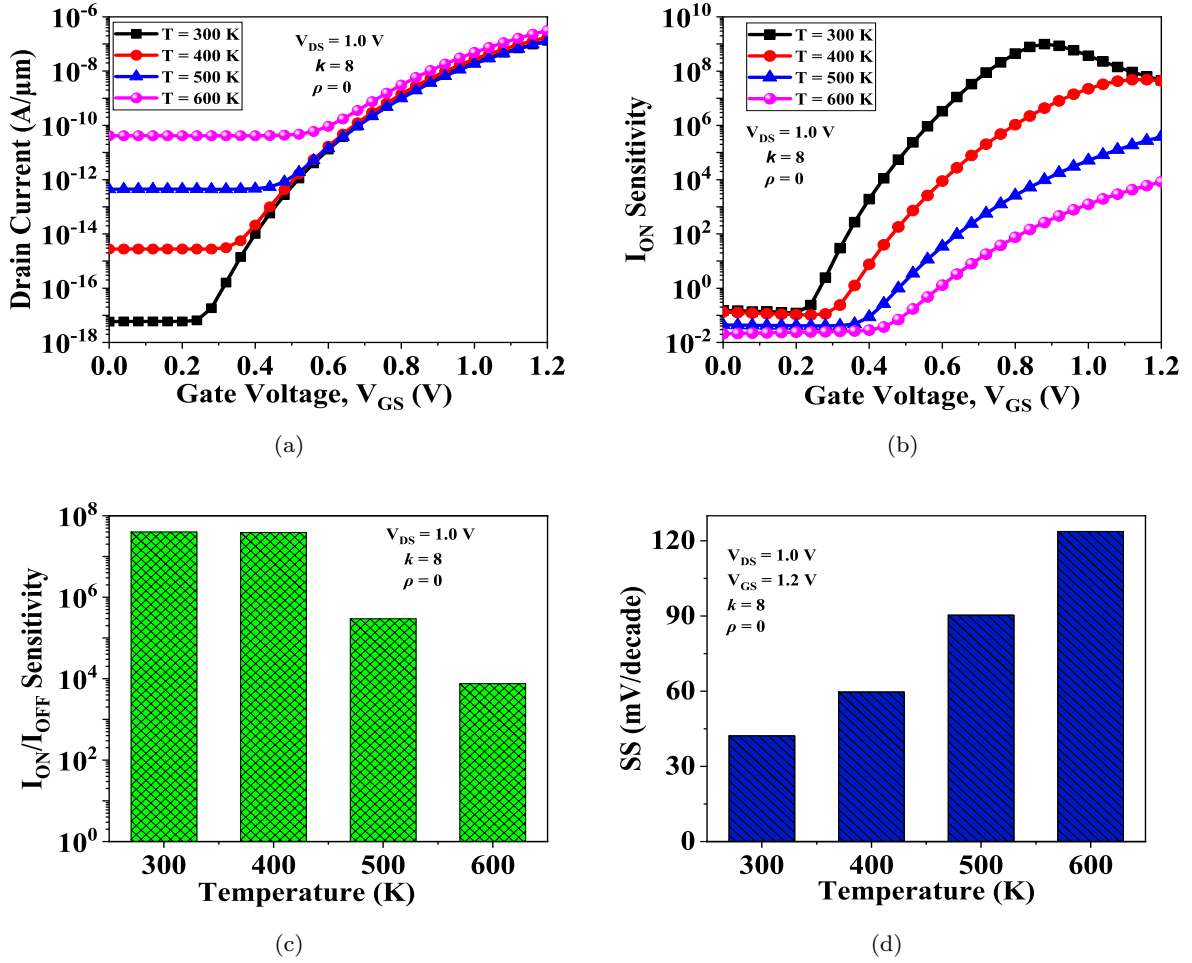 T = 300 K
T = 400 K
T = 500 K
T = 600 K
V_DS = 1.0 V
k = 8
ρ = 0
10^-6
10^-8
10^-10
10^-12
10^-14
10^-16
10^-18
Drain Current (A/μm)
0.0 0.2 0.4 0.6 0.8 1.0 1.2
Gate Voltage, V_GS (V)
(a)
T = 300 K
T = 400 K
T = 500 K
T = 600 K
V_DS = 1.0 V
k = 8
ρ = 0
10^10
10^8
10^6
10^4
10^2
10^0
10^-2
I_ON Sensitivity
0.0 0.2 0.4 0.6 0.8 1.0 1.2
Gate Voltage, V_GS (V)
(b)
V_DS = 1.0 V
k = 8
ρ = 0
10^8
10^6
10^4
10^2
10^0
I_ON/I_OFF Sensitivity
300 400 500 600
Temperature (K)
(c)
V_DS = 1.0 V
V_GS = 1.2 V
k = 8
ρ = 0
120
90
60
30
0
SS (mV/decade)
300 400 500 600
Temperature (K)
(d)